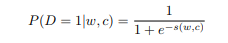 P(D = 1|w, c) = \frac{1}{1 + e^{-s(w,c)}}